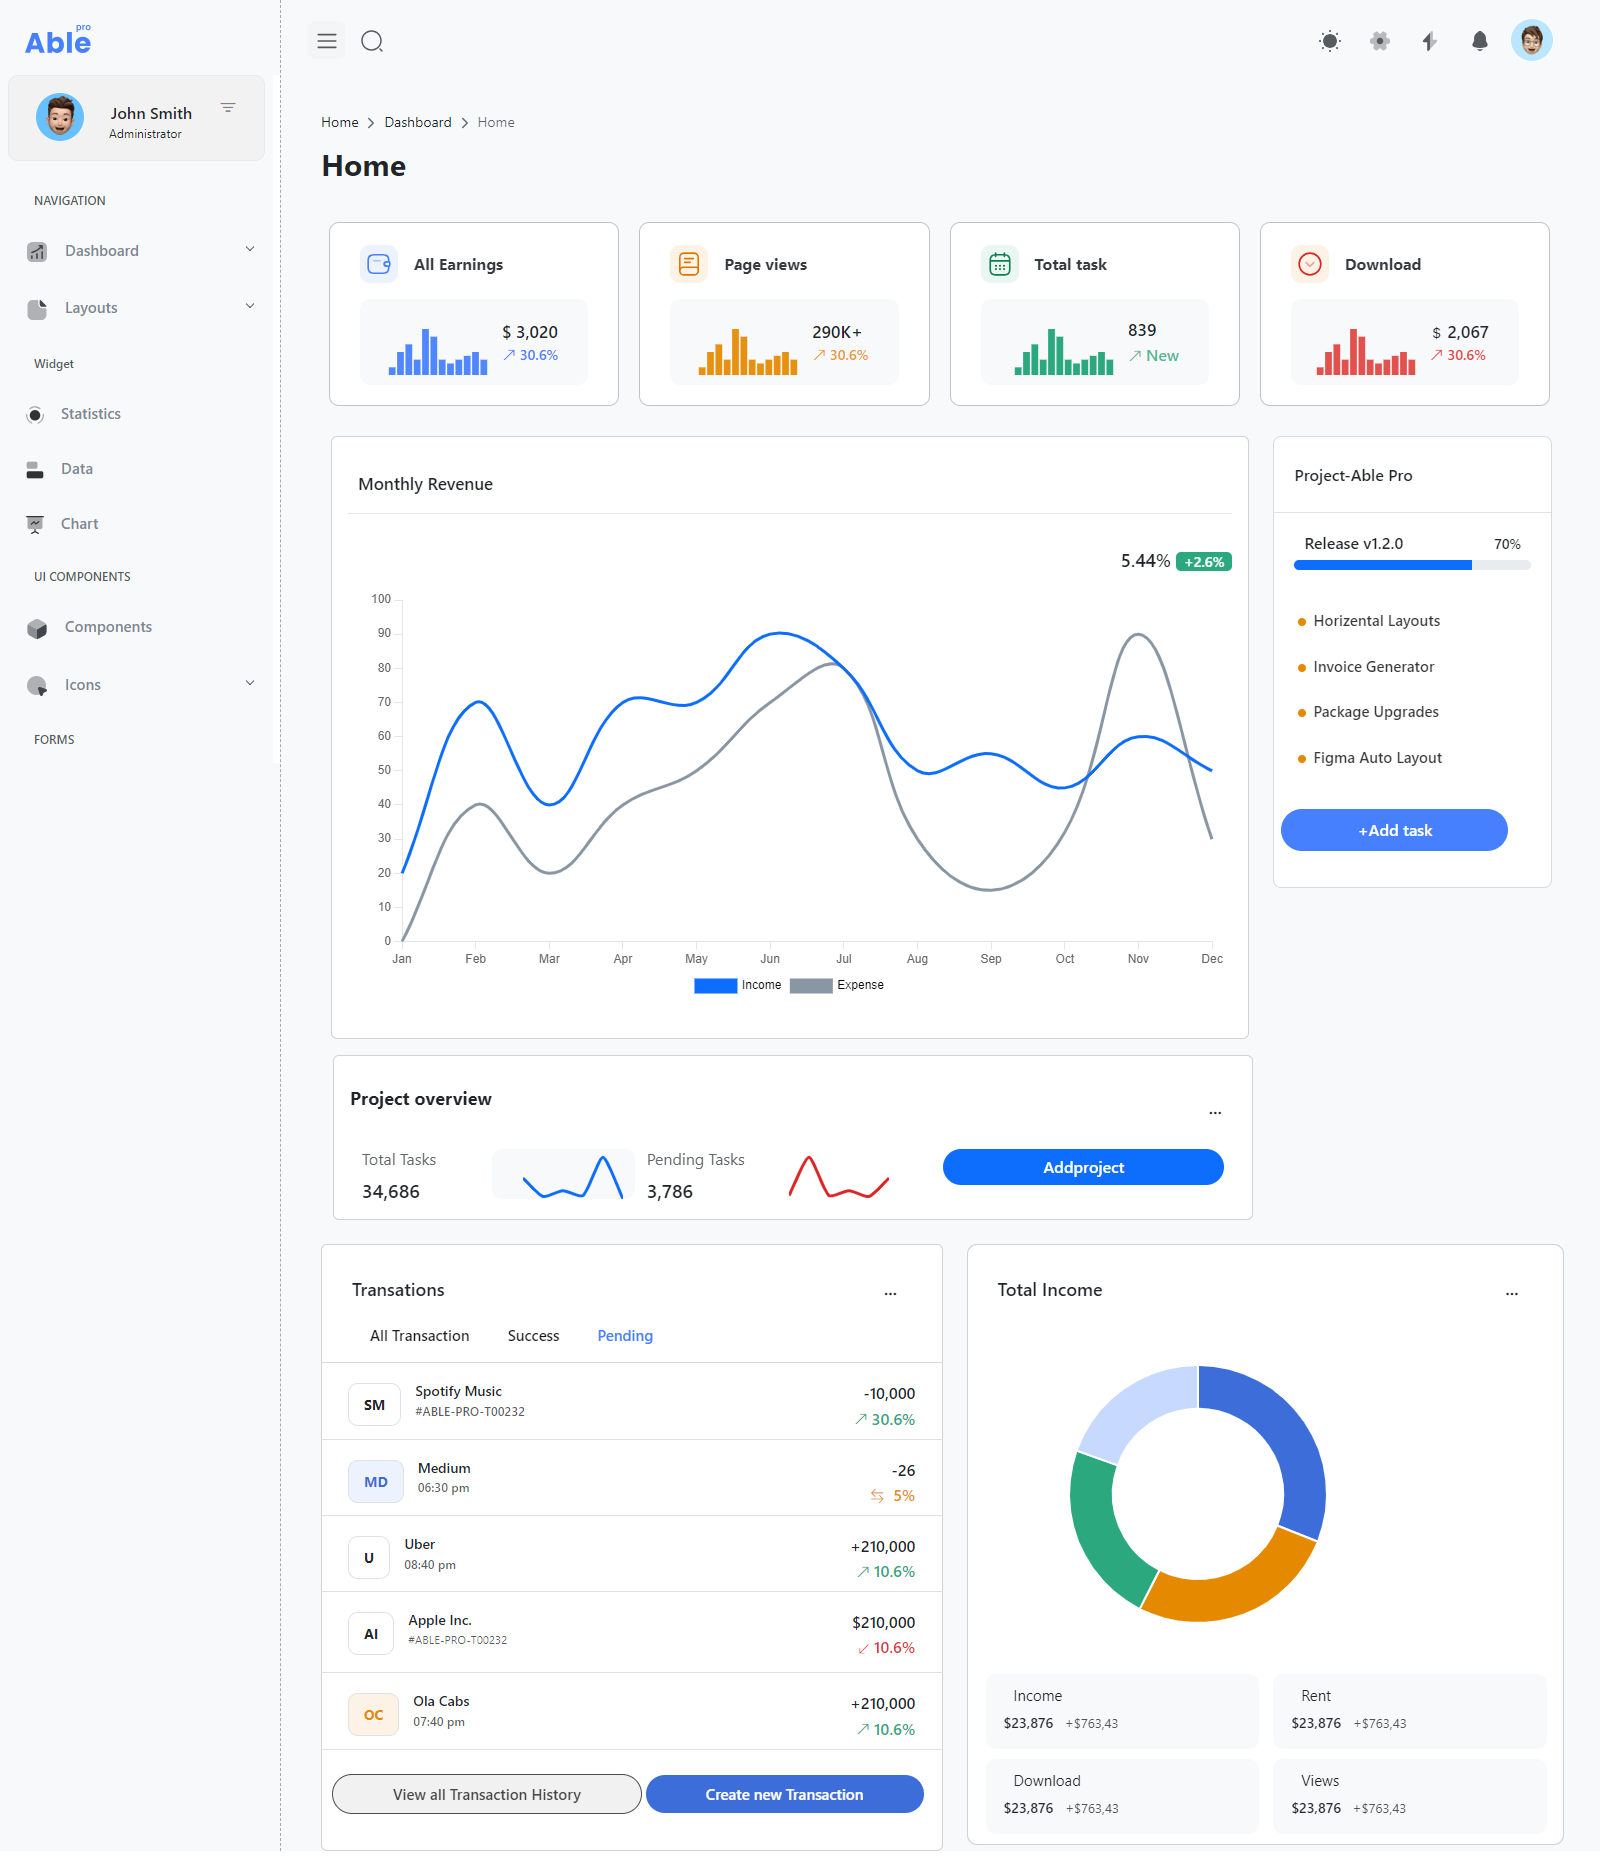 Able pro
John Smith
Administrator
NAVIGATION
Dashboard
Layouts
Widget
Statistics
Data
Chart
UI COMPONENTS
Components
Icons
FORMS
Home > Dashboard > Home
Home
All Earnings
$ 3,020
30.6%
Page views
290K+
30.6%
Total task
839
New
Download
$ 2,067
30.6%
Monthly Revenue
5.44% +2.6%
100
90
80
70
60
50
40
30
20
10
0
Jan Feb Mar Apr May Jun Jul Aug Sep Oct Nov Dec
Income Expense
Project-Able Pro
Release v1.2.0 70%
Horizental Layouts
Invoice Generator
Package Upgrades
Figma Auto Layout
+Add task
Project overview
...
Total Tasks
34,686
Pending Tasks
3,786
Addproject
Transations ...
All Transaction Success Pending
SM Spotify Music -10,000
#ABLE-PRO-T00232 30.6%
MD Medium -26
06:30 pm 5%
U Uber +210,000
08:40 pm 10.6%
AI Apple Inc. $210,000
#ABLE-PRO-T00232 10.6%
OC Ola Cabs +210,000
07:40 pm 10.6%
View all Transaction History Create new Transaction
Total Income ...
Income
$23,876 +$763,43
Rent
$23,876 +$763,43
Download
$23,876 +$763,43
Views
$23,876 +$763,43